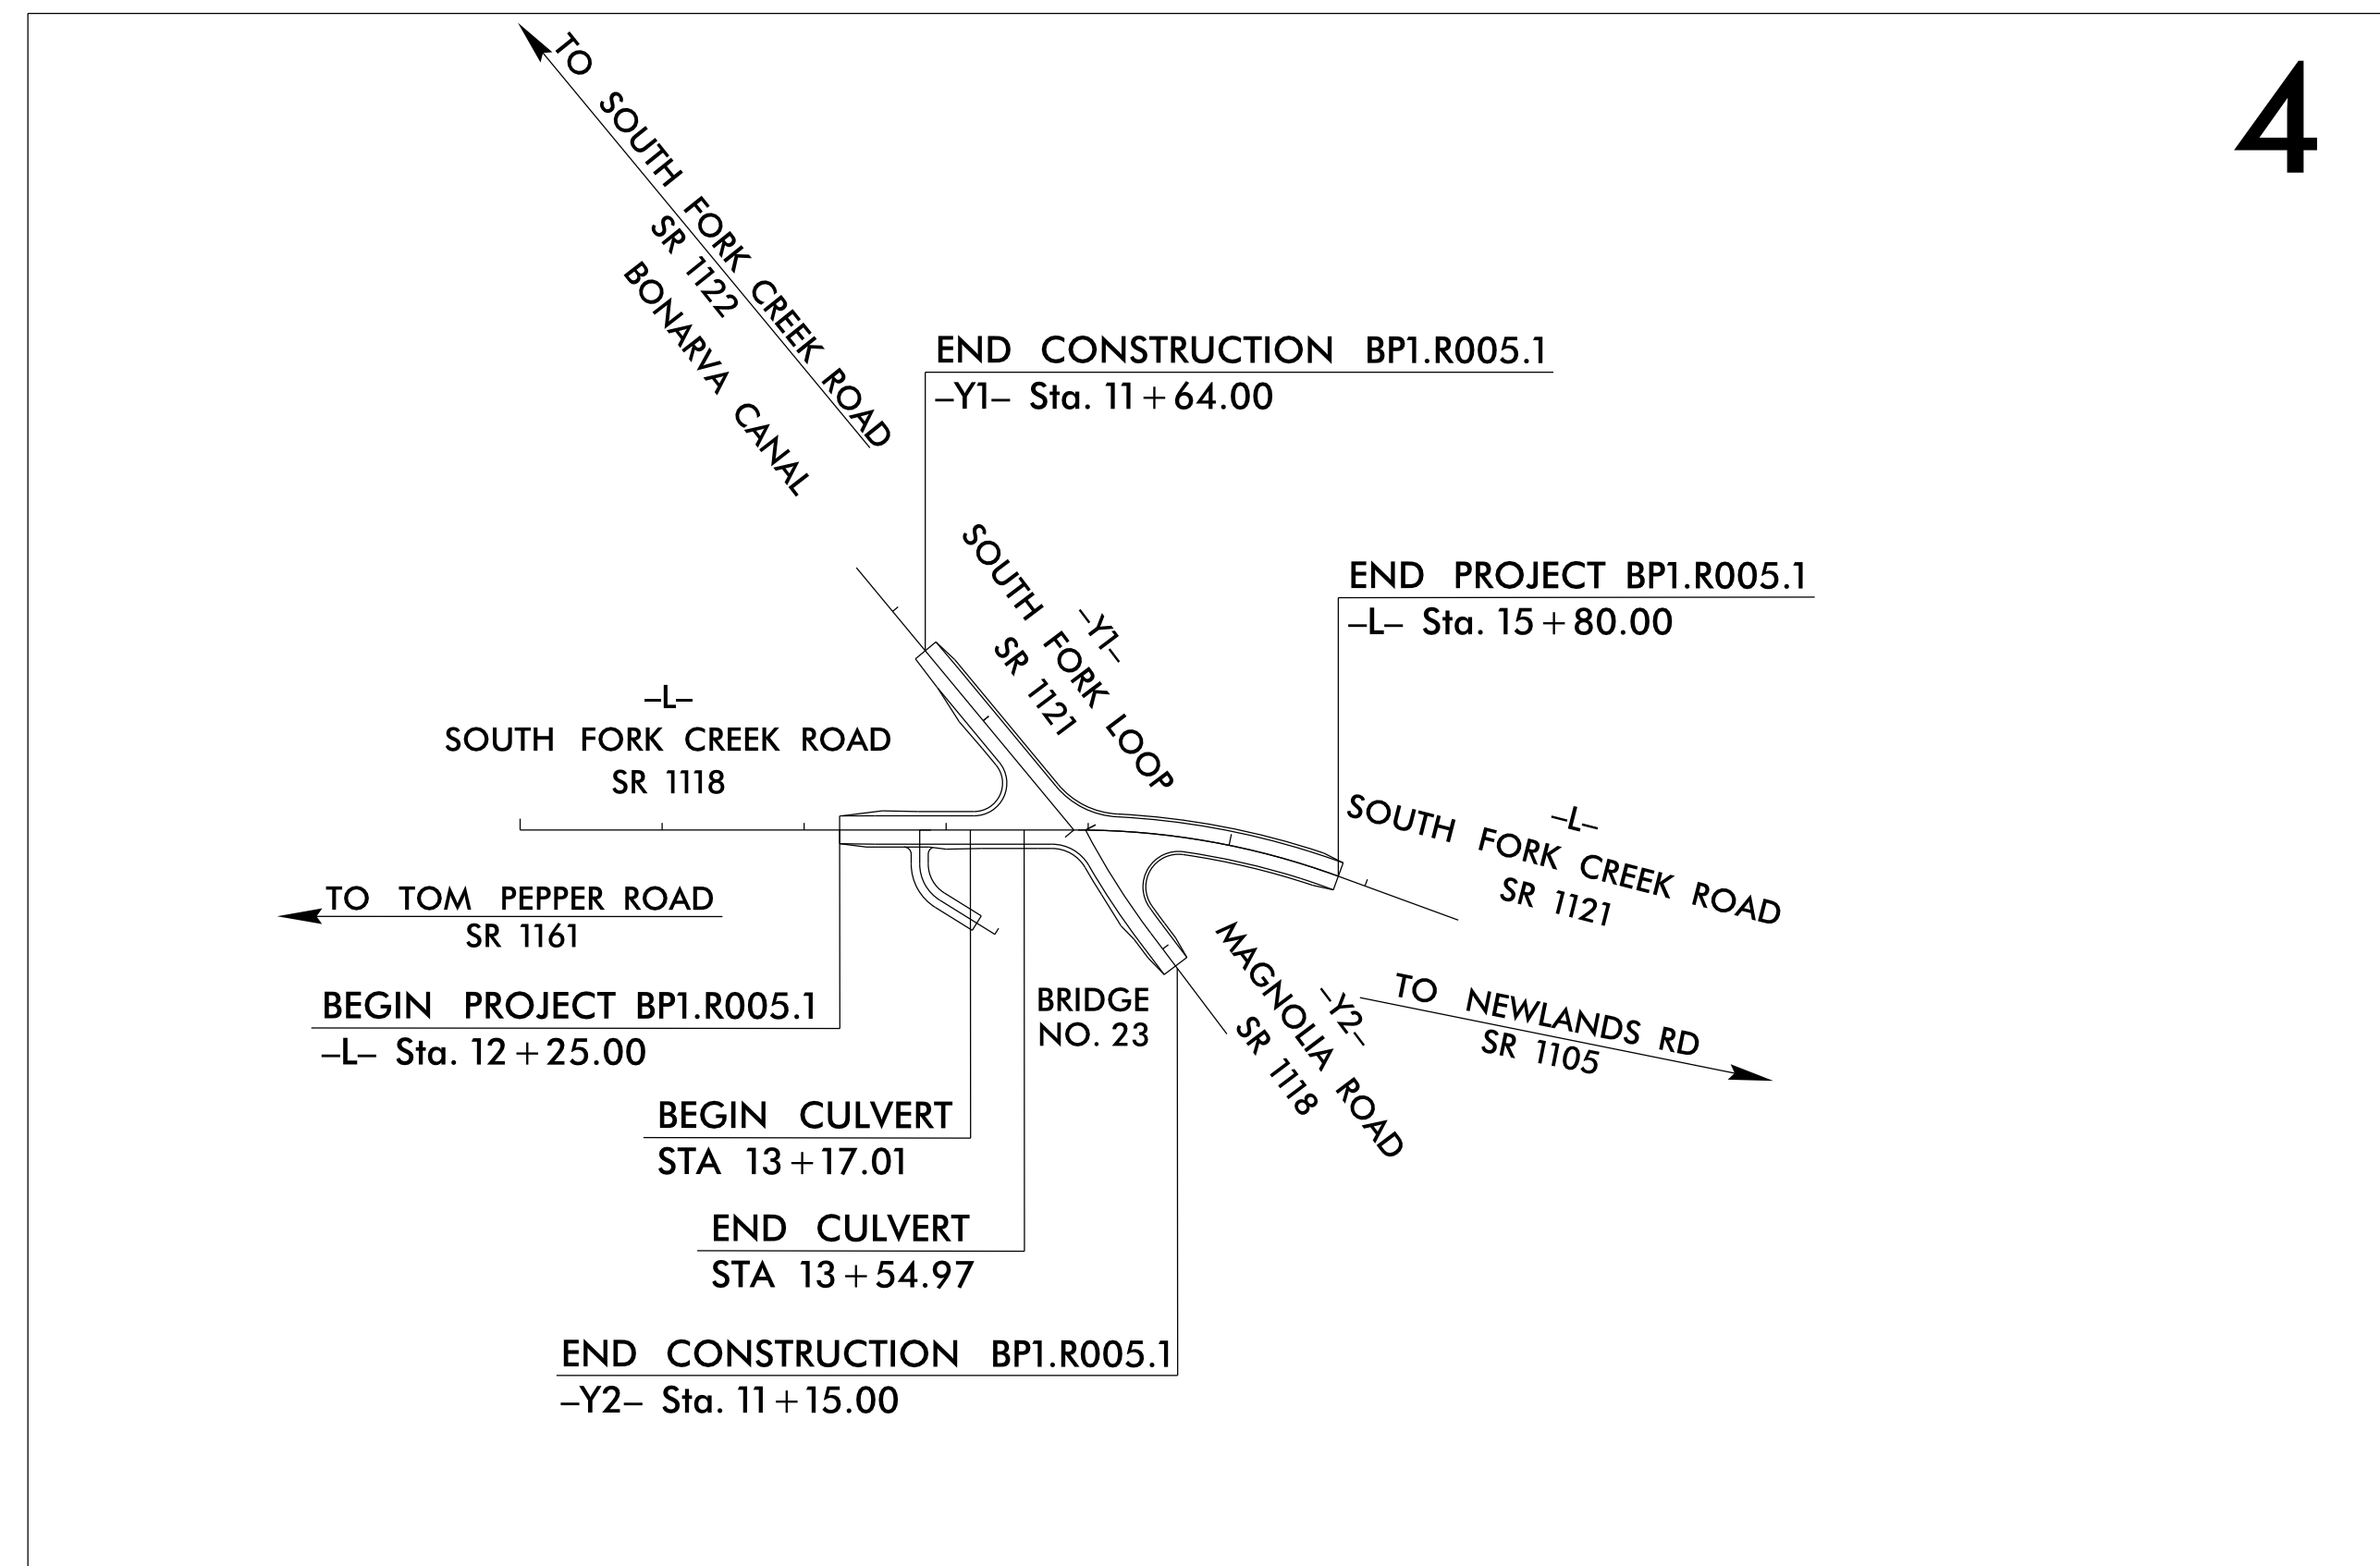 4
TO SOUTH FORK CREEK ROAD
SR 1122
BONARVA CANAL
END CONSTRUCTION BP1.R005.1
–Y1– Sta. 11+64.00
SOUTH FORK LOOP
–Y1–
SR 1121
END PROJECT BP1.R005.1
–L– Sta. 15+80.00
–L–
SOUTH FORK CREEK ROAD
SR 1118
–L–
SOUTH FORK CREEK ROAD
SR 1121
TO TOM PEPPER ROAD
SR 1161
BEGIN PROJECT BP1.R005.1
–L– Sta. 12+25.00
BRIDGE
NO. 23
–Y2–
MAGNOLIA ROAD
SR 1118
TO NEWLANDS RD
SR 1105
BEGIN CULVERT
STA 13+17.01
END CULVERT
STA 13+54.97
END CONSTRUCTION BP1.R005.1
–Y2– Sta. 11+15.00